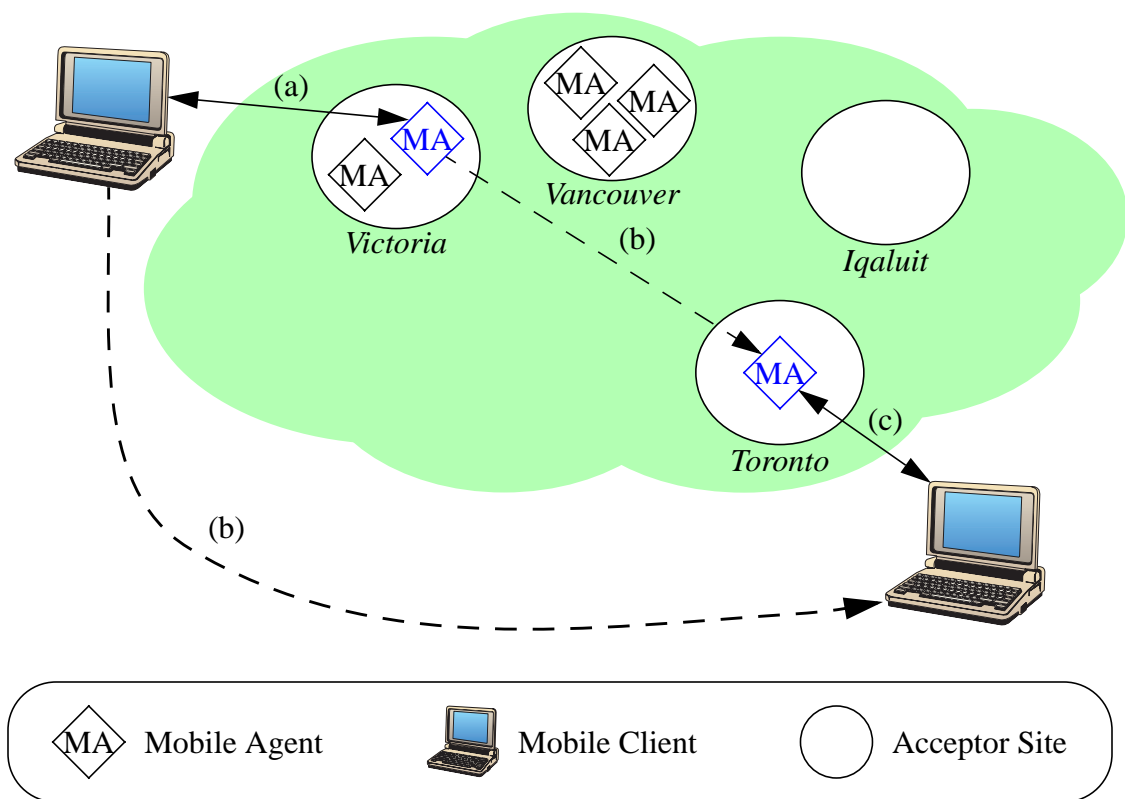 (a)
MA
MA
Victoria
MA
MA
MA
Vancouver
Iqaluit
(b)
MA
Toronto
(c)
(b)
MA Mobile Agent
Mobile Client
Acceptor Site